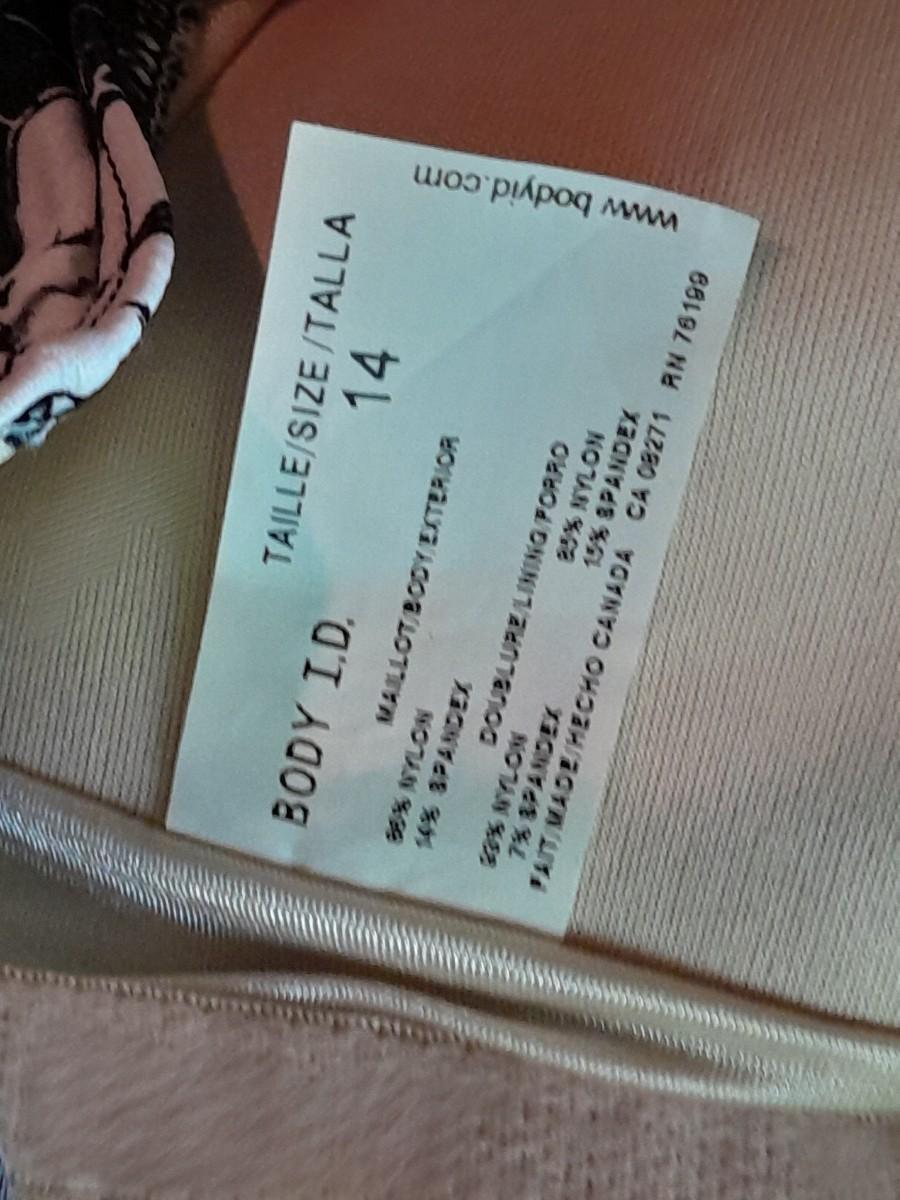 BODY I.D. TAILLE/SIZE/TALLA
14
MAILLOT/BODY/EXTERIOR
86% NYLON
14% SPANDEX
DOUBLURE/LINING/FORRO
93% NYLON 85% NYLON
7% SPANDEX 15% SPANDEX
FAIT/MADE/HECHO CANADA CA 08271 RN 76199
www.bodyid.com